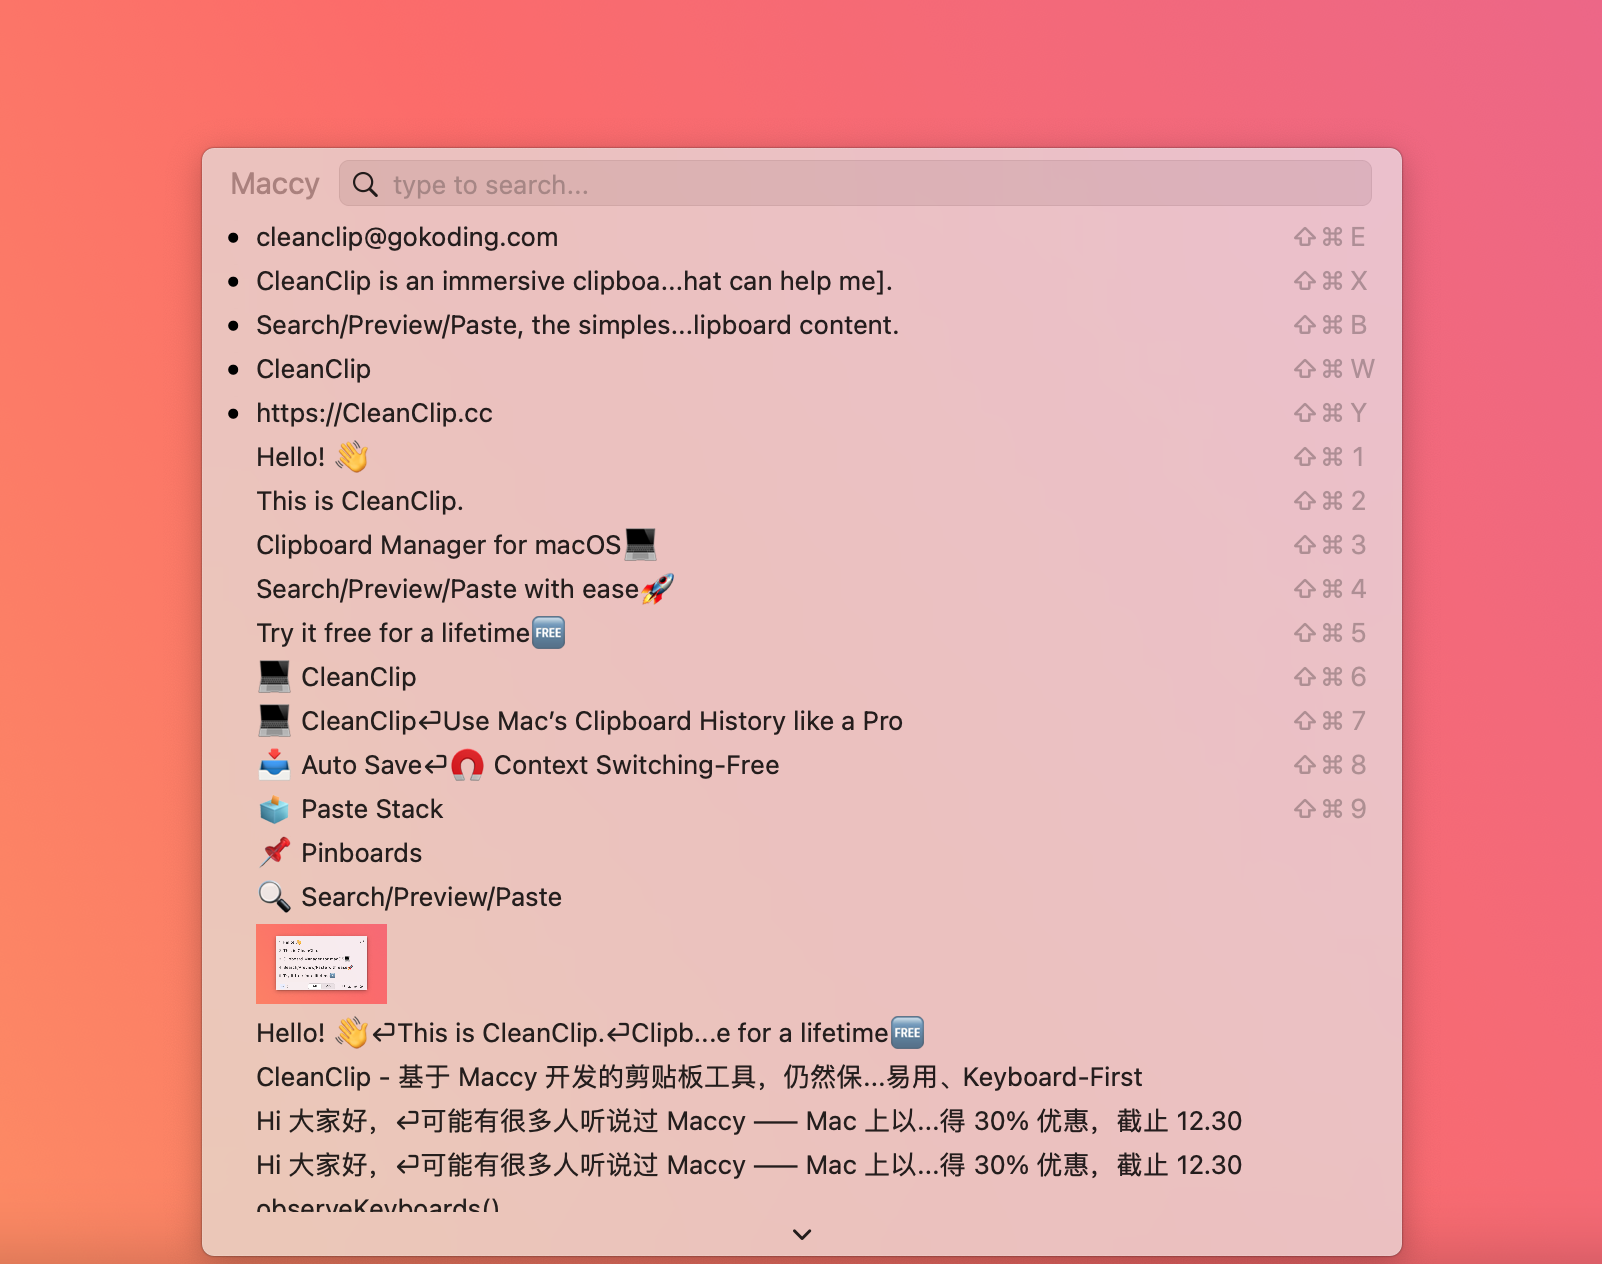 Maccy type to search...
• cleanclip@gokoding.com ⇧⌘E
• CleanClip is an immersive clipboa...hat can help me]. ⇧⌘X
• Search/Preview/Paste, the simples...lipboard content. ⇧⌘B
• CleanClip ⇧⌘W
• https://CleanClip.cc ⇧⌘Y
Hello! 👋 ⇧⌘1
This is CleanClip. ⇧⌘2
Clipboard Manager for macOS💻 ⇧⌘3
Search/Preview/Paste with ease🚀 ⇧⌘4
Try it free for a lifetime🆓 ⇧⌘5
💻 CleanClip ⇧⌘6
💻 CleanClip⏎Use Mac’s Clipboard History like a Pro ⇧⌘7
📥 Auto Save⏎🧲 Context Switching-Free ⇧⌘8
🗳️ Paste Stack ⇧⌘9
📌 Pinboards
🔍 Search/Preview/Paste
Hello! 👋⏎This is CleanClip.⏎Clipb...e for a lifetime🆓
CleanClip - 基于 Maccy 开发的剪贴板工具，仍然保...易用、Keyboard-First
Hi 大家好，⏎可能有很多人听说过 Maccy —— Mac 上以...得 30% 优惠，截止 12.30
Hi 大家好，⏎可能有很多人听说过 Maccy —— Mac 上以...得 30% 优惠，截止 12.30
observeKeyboards()